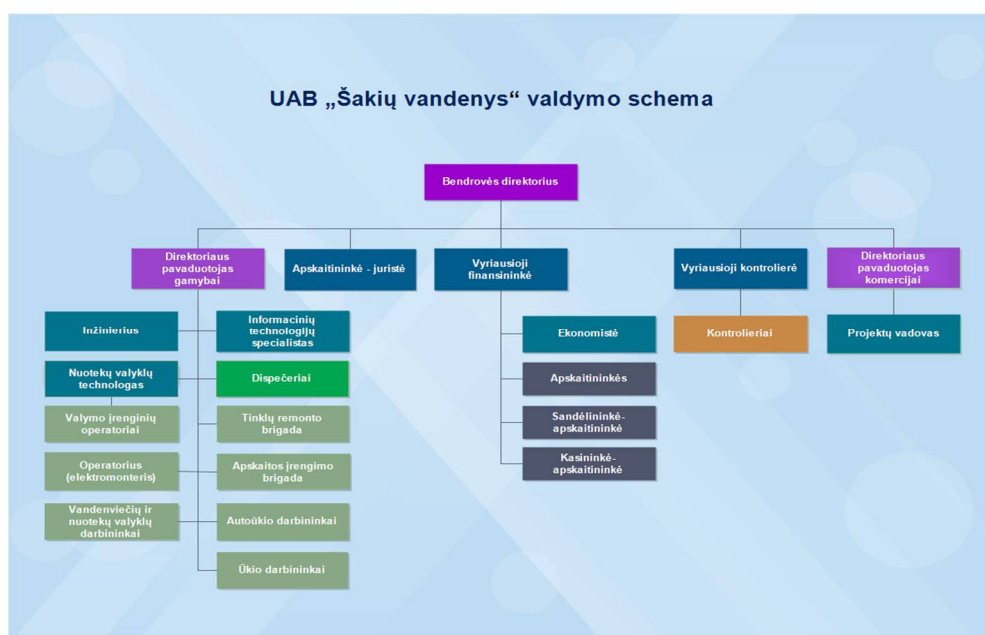 UAB „Šakių vandenys“ valdymo schema
Bendrovės direktorius
Direktoriaus
pavaduotojas
gamybai
Apskaitininkė - juristė
Vyriausioji
finansininkė
Vyriausioji kontrolierė
Direktoriaus
pavaduotojas
komercijai
Inžinierius
Informacinių
technologijų
specialistas
Ekonomistė
Kontrolieriai
Projektų vadovas
Nuotekų valyklų
technologas
Dispečeriai
Apskaitininkės
Valymo įrenginių
operatoriai
Tinklų remonto
brigada
Sandėlininkė-
apskaitininkė
Operatorius
(elektromonteris)
Apskaitos įrengimo
brigada
Kasininkė-
apskaitininkė
Vandenviečių ir
nuotekų valyklų
darbininkai
Autoūkio darbininkai
Ūkio darbininkai